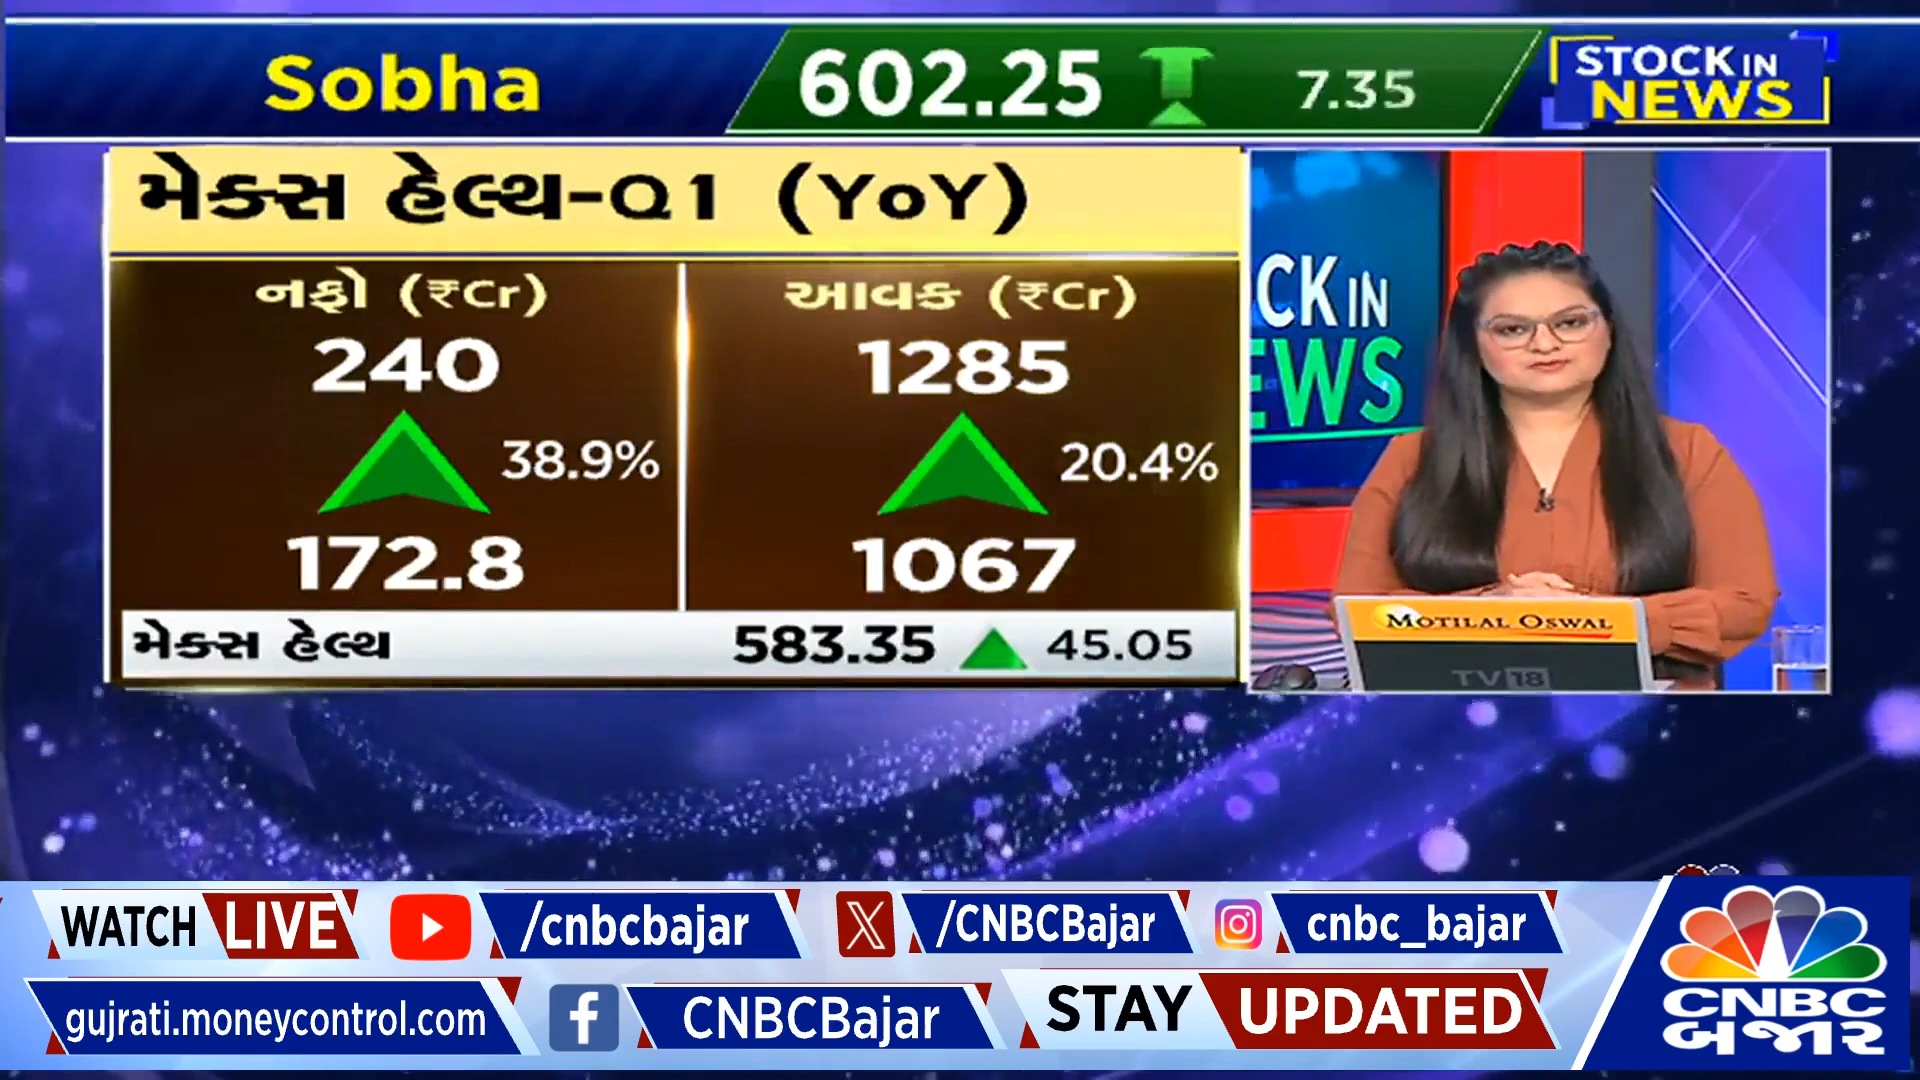 Sobha 602.25 7.35
STOCK IN
NEWS
મેક્સ હેલ્થ-Q1 (YoY)
નફો (₹Cr) આવક (₹Cr)
240 1285
38.9% 20.4%
172.8 1067
મેક્સ હેલ્થ 583.35 45.05
CK IN
EWS
MOTILAL OSWAL
TV18
WATCH LIVE /cnbcbajar /CNBCBajar cnbc_bajar
gujrati.moneycontrol.com CNBCBajar STAY UPDATED
CNBC
બજાર